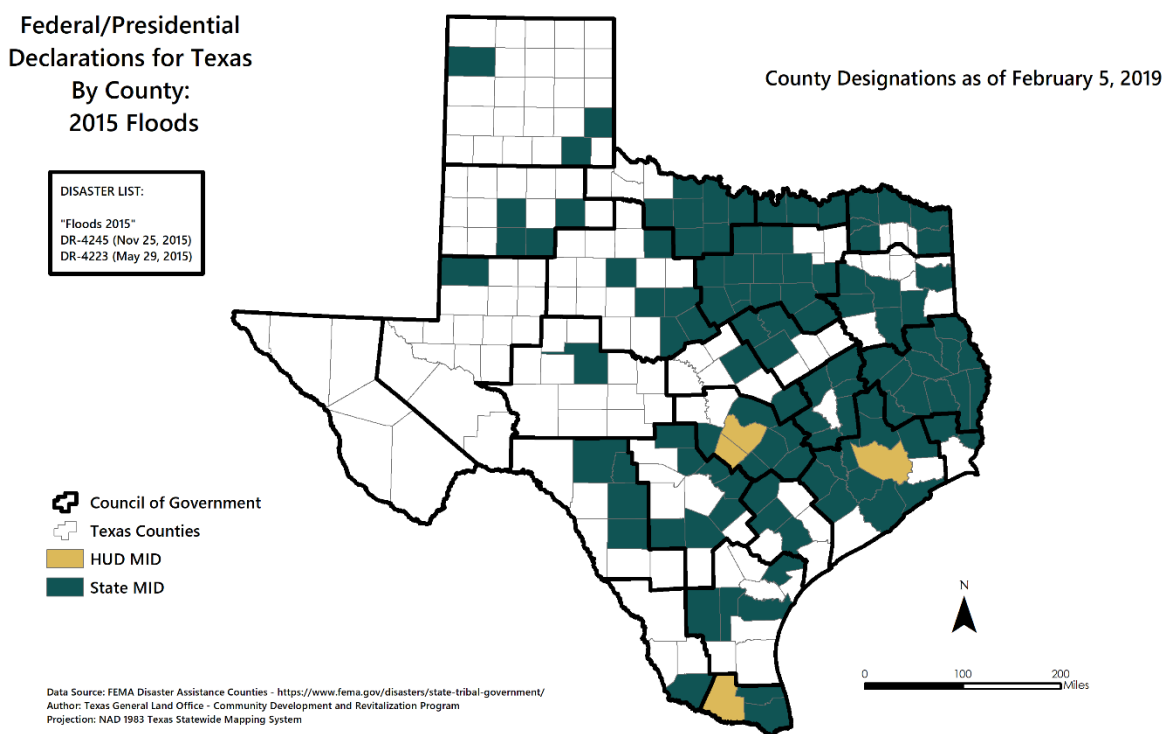 Federal/Presidential
Declarations for Texas
By County:
2015 Floods
County Designations as of February 5, 2019
DISASTER LIST:
"Floods 2015"
DR-4245 (Nov 25, 2015)
DR-4223 (May 29, 2015)
Council of Government
Texas Counties
HUD MID
State MID
N
0 100 200
Miles
Data Source: FEMA Disaster Assistance Counties - https://www.fema.gov/disasters/state-tribal-government/
Author: Texas General Land Office - Community Development and Revitalization Program
Projection: NAD 1983 Texas Statewide Mapping System